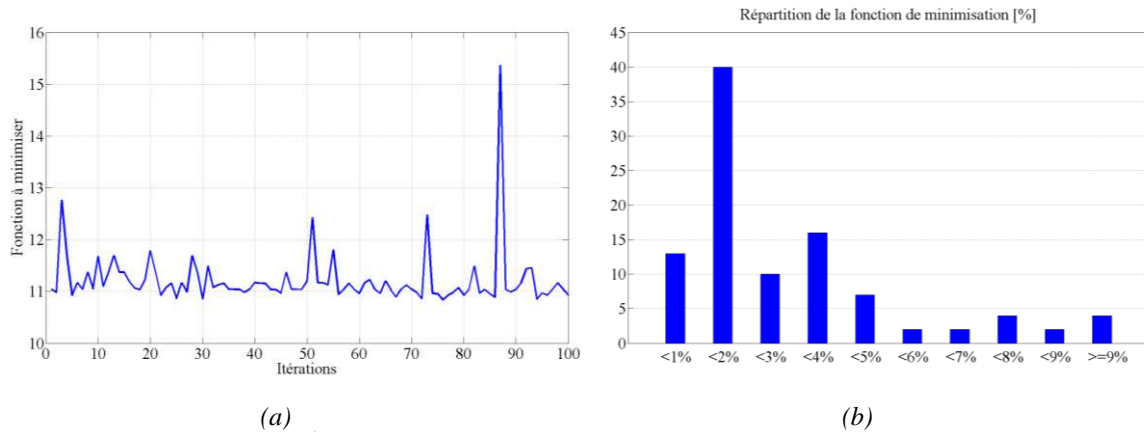 Répartition de la fonction de minimisation [%]
16
15
14
13
12
11
10
Fonction à minimiser
0 10 20 30 40 50 60 70 80 90 100
Itérations
45
40
35
30
25
20
15
10
5
0
<1% <2% <3% <4% <5% <6% <7% <8% <9% >=9%
(a) (b)